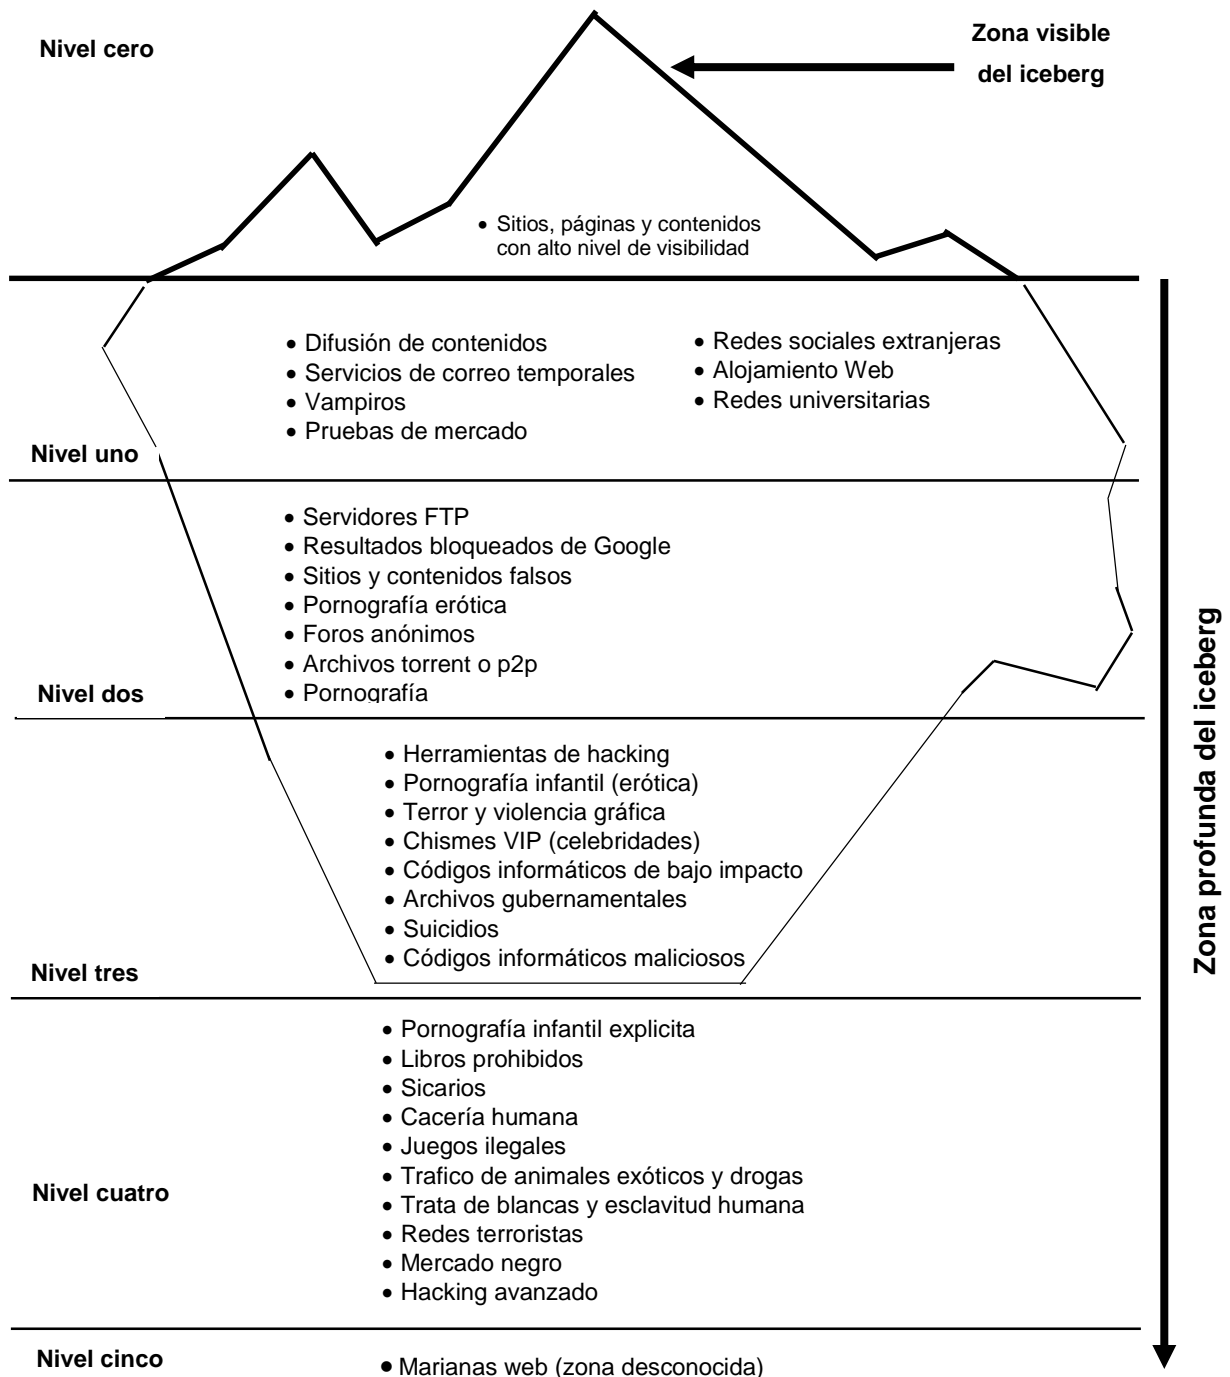 Nivel cero
Zona visible
del iceberg
• Sitios, páginas y contenidos
con alto nivel de visibilidad
• Difusión de contenidos
• Servicios de correo temporales
• Vampiros
• Pruebas de mercado
• Redes sociales extranjeras
• Alojamiento Web
• Redes universitarias
Nivel uno
• Servidores FTP
• Resultados bloqueados de Google
• Sitios y contenidos falsos
• Pornografía erótica
• Foros anónimos
• Archivos torrent o p2p
• Pornografía
Nivel dos
• Herramientas de hacking
• Pornografía infantil (erótica)
• Terror y violencia gráfica
• Chismes VIP (celebridades)
• Códigos informáticos de bajo impacto
• Archivos gubernamentales
• Suicidios
• Códigos informáticos maliciosos
Nivel tres
• Pornografía infantil explicita
• Libros prohibidos
• Sicarios
• Cacería humana
• Juegos ilegales
• Trafico de animales exóticos y drogas
• Trata de blancas y esclavitud humana
• Redes terroristas
• Mercado negro
• Hacking avanzado
Nivel cuatro
Nivel cinco
• Marianas web (zona desconocida)
Zona profunda del iceberg